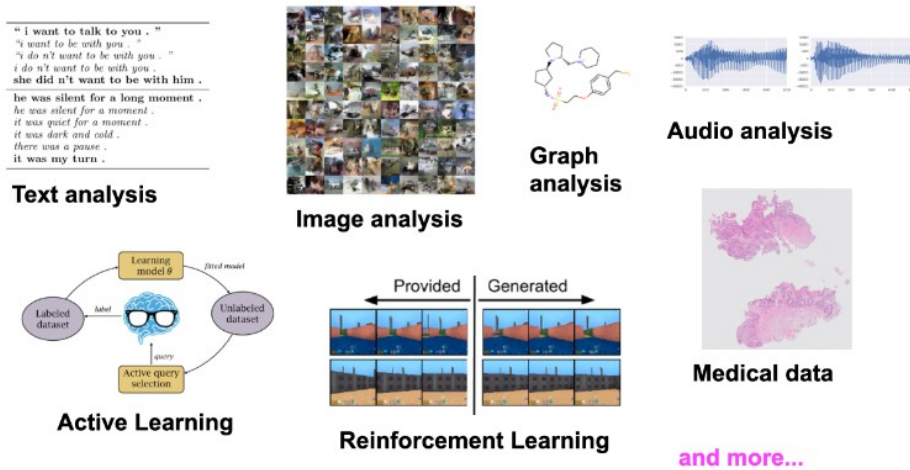 “ i want to talk to you . ”
“i want to be with you . ”
“i do n’t want to be with you . ”
i do n’t want to be with you .
she did n’t want to be with him .
he was silent for a long moment .
he was silent for a moment .
it was quiet for a moment .
it was dark and cold .
there was a pause .
it was my turn .
Text analysis
Image analysis
Graph
analysis
Audio analysis
Learning
model θ
fitted model
Labeled
dataset
label
Unlabeled
dataset
query
Active query
selection
Active Learning
Provided
Generated
Reinforcement Learning
Medical data
and more...